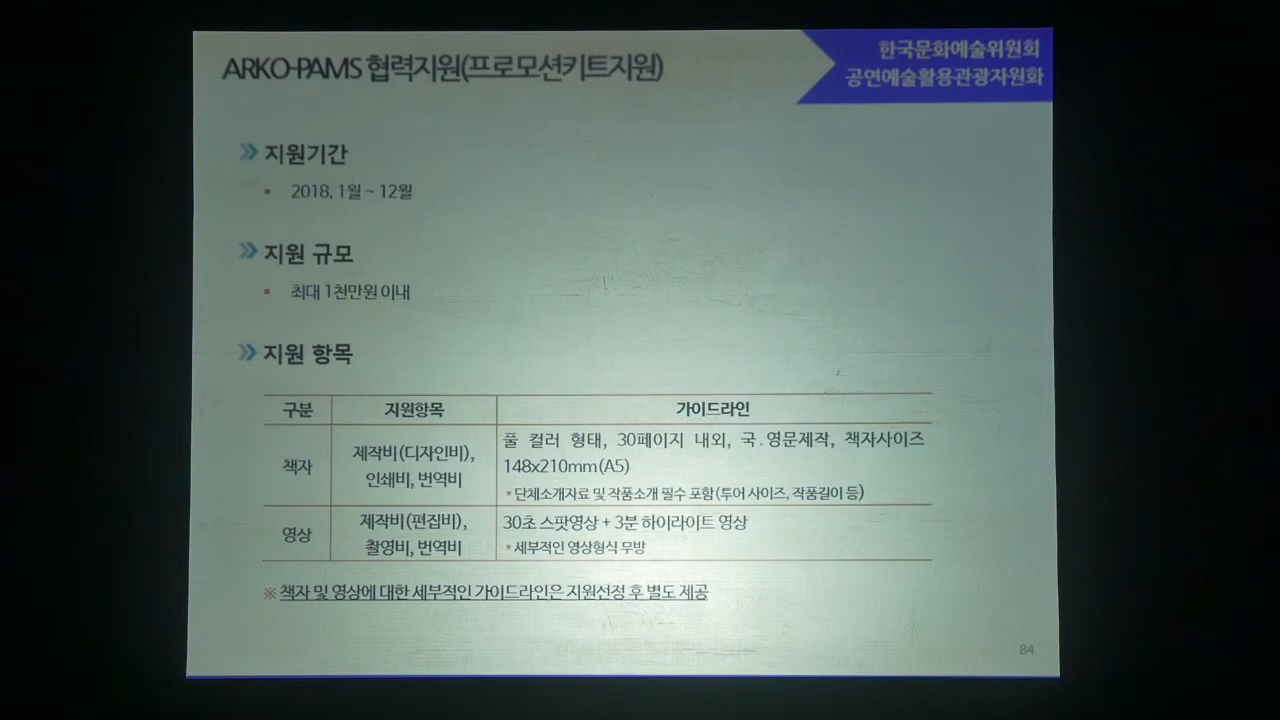 ARKO-PAMS 협력지원(프로모션키트지원)
한국문화예술위원회
공연예술활용관광자원화
지원기간
2018. 1월 ~ 12월
지원 규모
최대 1천만원 이내
지원 항목
구분 지원항목 가이드라인
책자
제작비(디자인비),
인쇄비, 번역비
풀 컬러 형태, 30페이지 내외, 국.영문제작, 책자사이즈
148x210mm(A5)
* 단체소개자료 및 작품소개 필수 포함(투어 사이즈, 작품길이 등)
영상
제작비(편집비),
촬영비, 번역비
30초 스팟영상 + 3분 하이라이트 영상
* 세부적인 영상형식 무방
※ 책자 및 영상에 대한 세부적인 가이드라인은 지원선정 후 별도 제공
84